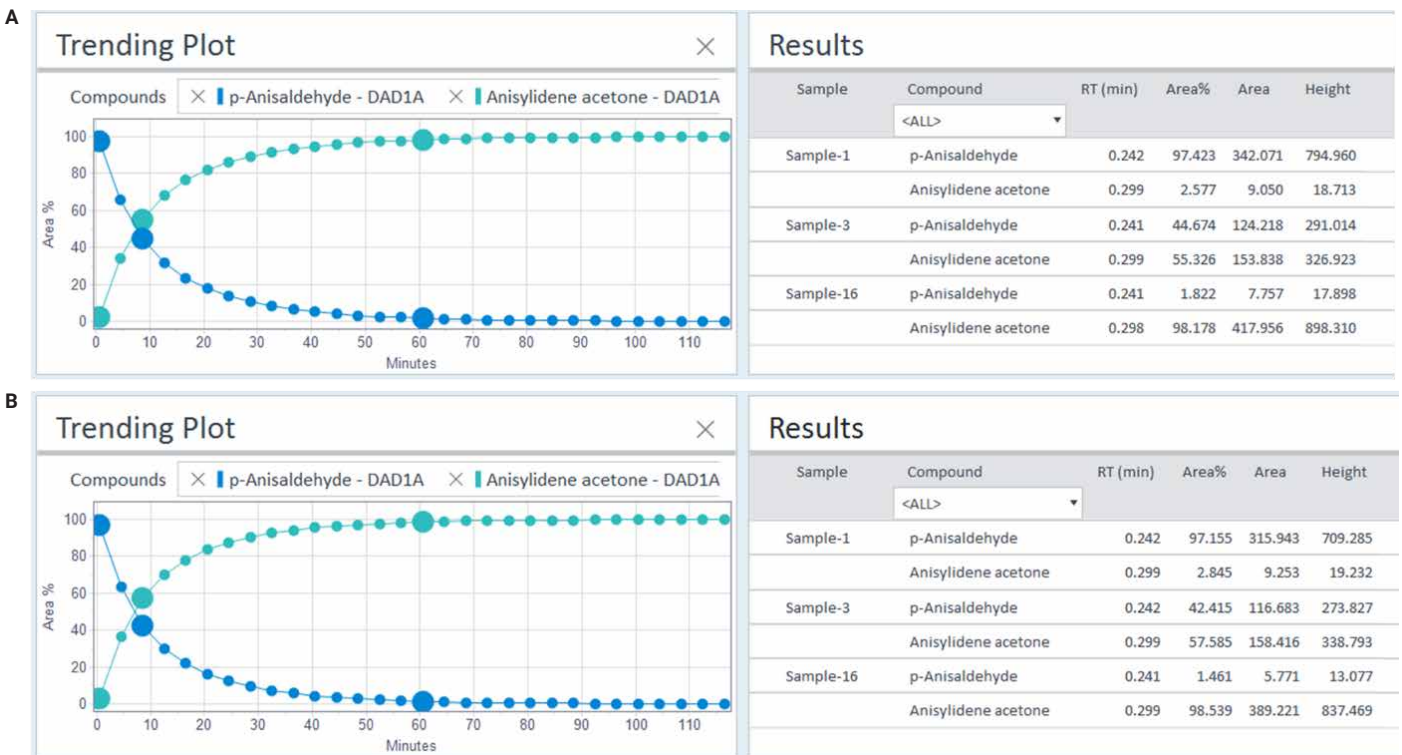 A
Trending Plot
Compounds p-Anisaldehyde - DAD1A Anisylidene acetone - DAD1A
100
80
60
40
20
0
Area %
0 10 20 30 40 50 60 70 80 90 100 110
Minutes
Results
Sample Compound RT (min) Area% Area Height
<ALL>
Sample-1 p-Anisaldehyde 0.242 97.423 342.071 794.960
Anisylidene acetone 0.299 2.577 9.050 18.713
Sample-3 p-Anisaldehyde 0.241 44.674 124.218 291.014
Anisylidene acetone 0.299 55.326 153.838 326.923
Sample-16 p-Anisaldehyde 0.241 1.822 7.757 17.898
Anisylidene acetone 0.298 98.178 417.956 898.310
B
Trending Plot
Compounds p-Anisaldehyde - DAD1A Anisylidene acetone - DAD1A
100
80
60
40
20
0
Area %
0 10 20 30 40 50 60 70 80 90 100 110
Minutes
Results
Sample Compound RT (min) Area% Area Height
<ALL>
Sample-1 p-Anisaldehyde 0.242 97.155 315.943 709.285
Anisylidene acetone 0.299 2.845 9.253 19.232
Sample-3 p-Anisaldehyde 0.242 42.415 116.683 273.827
Anisylidene acetone 0.299 57.585 158.416 338.793
Sample-16 p-Anisaldehyde 0.241 1.461 5.771 13.077
Anisylidene acetone 0.299 98.539 389.221 837.469